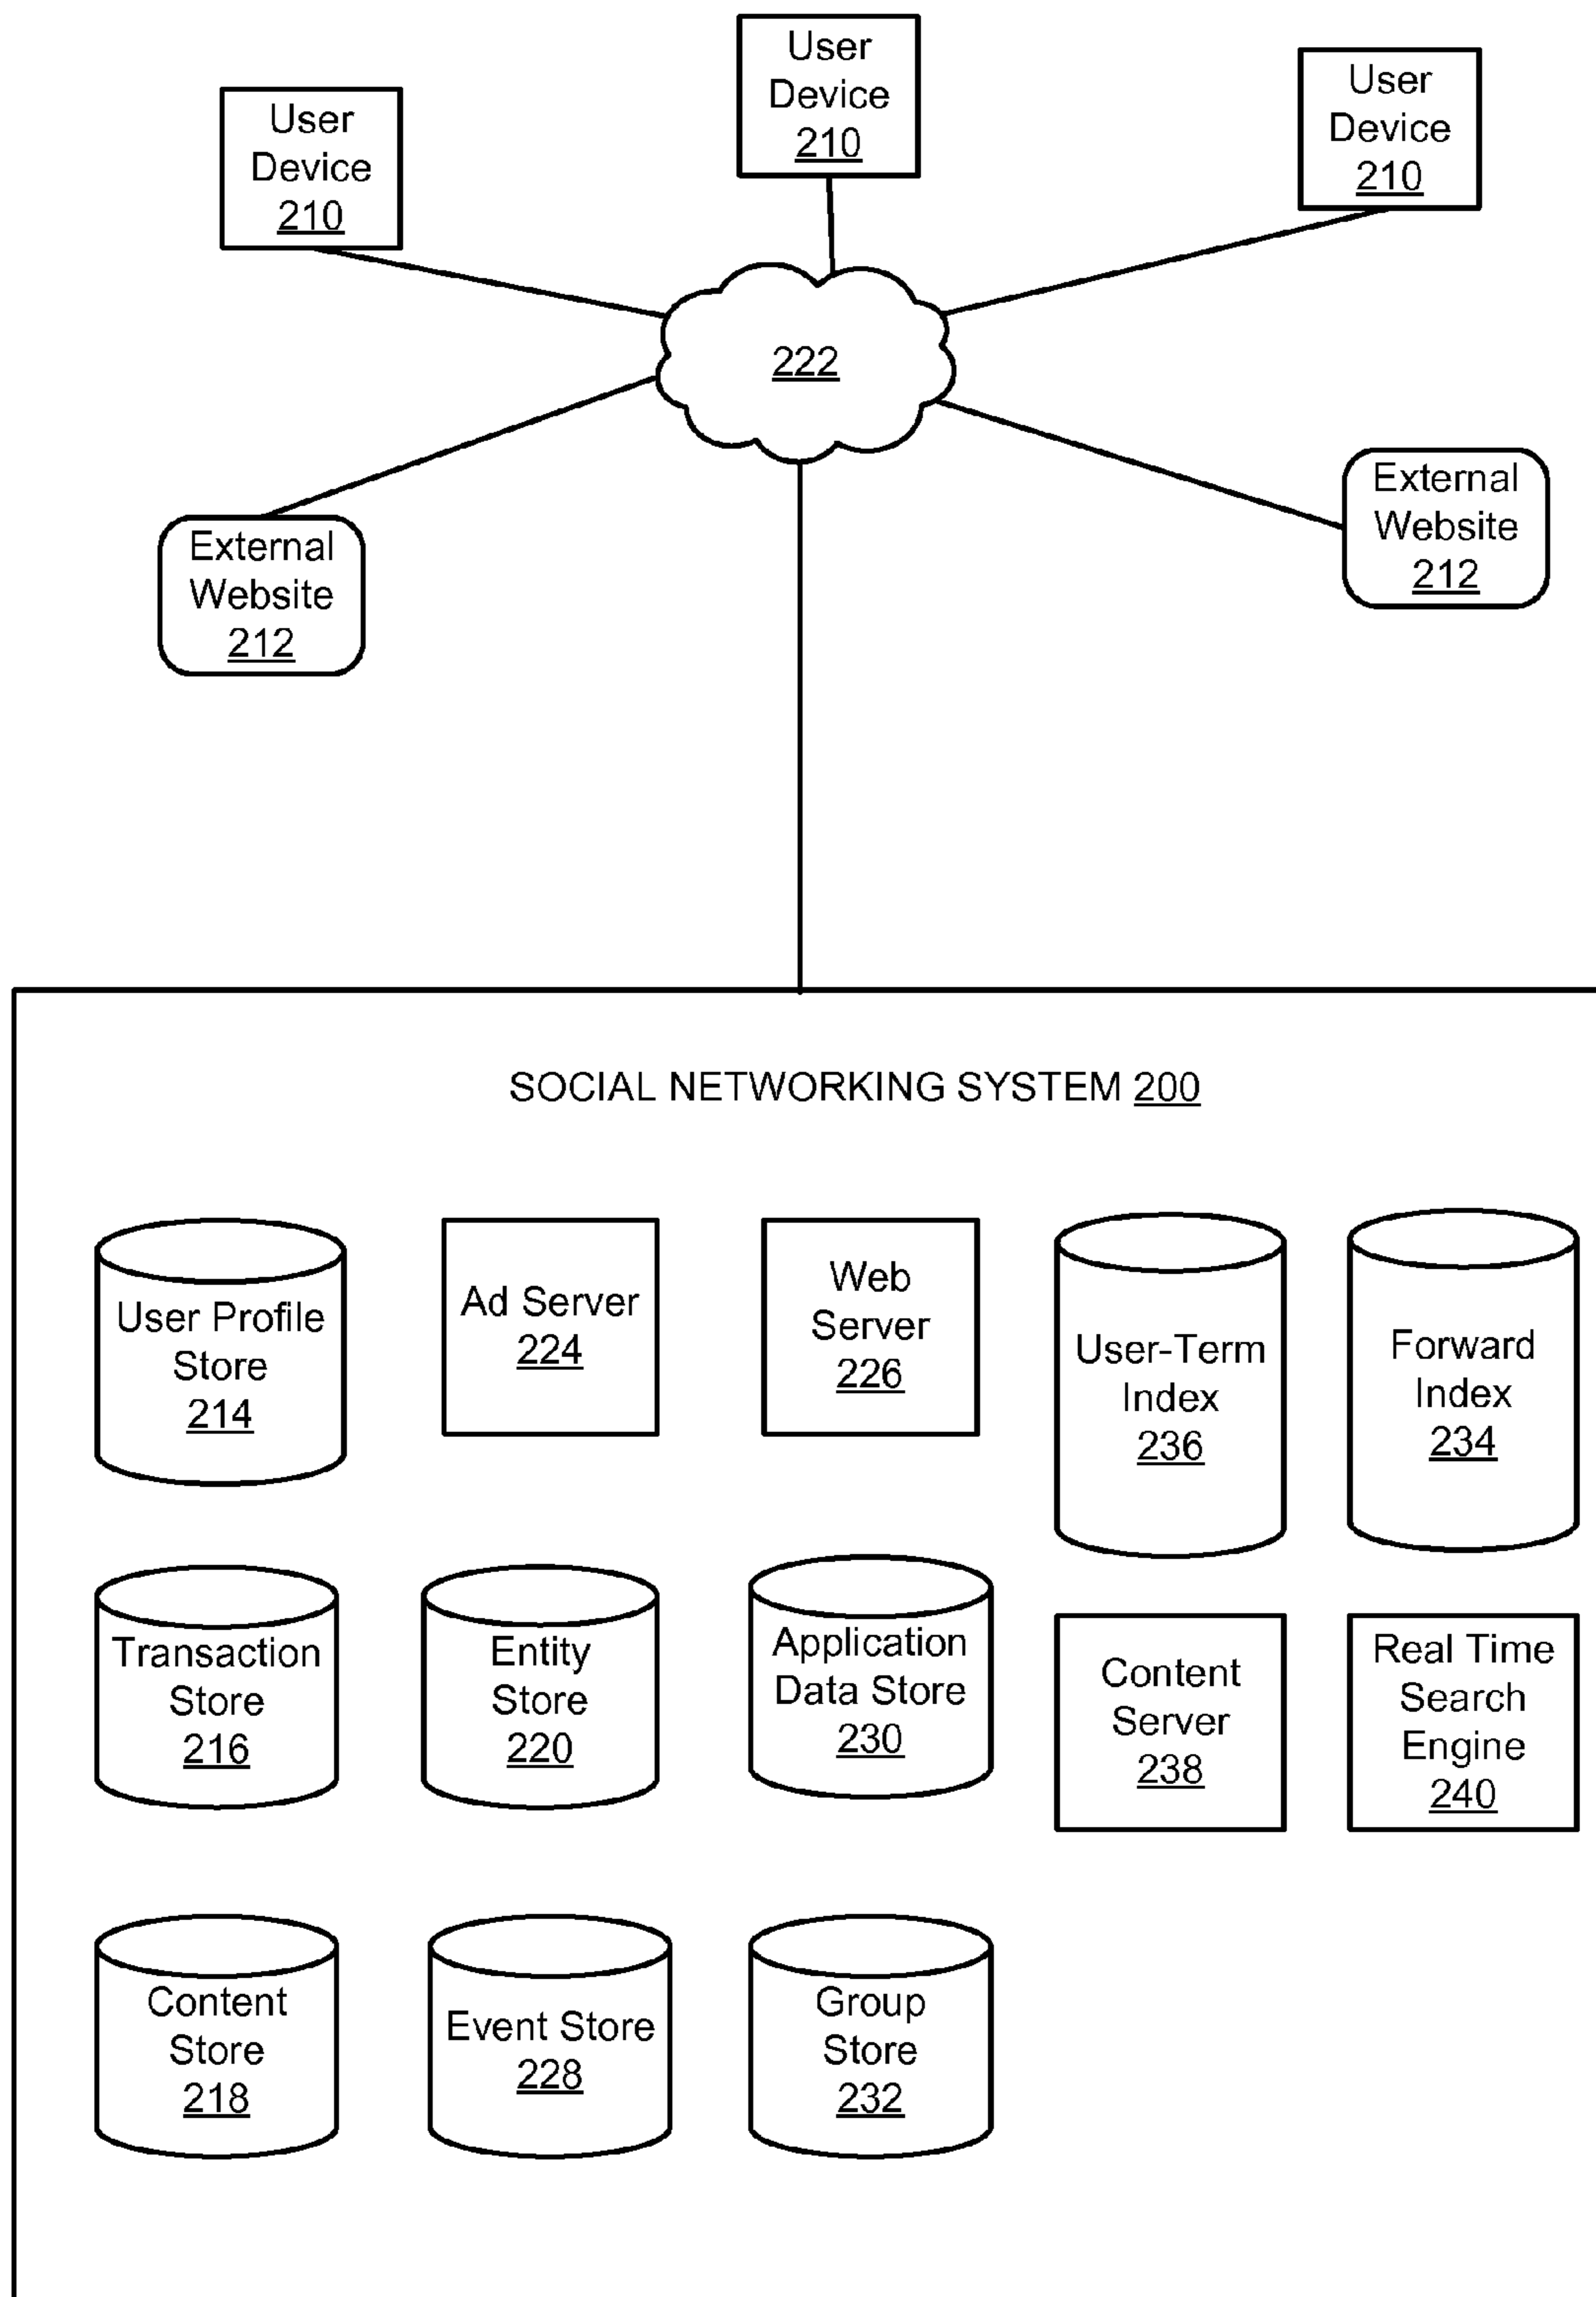 User
Device
210
User
Device
210
User
Device
210
222
External
Website
212
External
Website
212
SOCIAL NETWORKING SYSTEM 200
User Profile
Store
214
Ad Server
224
Web
Server
226
User-Term
Index
236
Forward
Index
234
Transaction
Store
216
Entity
Store
220
Application
Data Store
230
Content
Server
238
Real Time
Search
Engine
240
Content
Store
218
Event Store
228
Group
Store
232